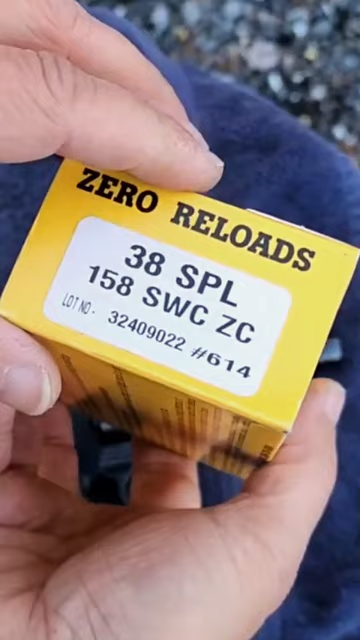 ZERO RELOADS
38 SPL
158 SWC ZC
LOT NO- 32409022 #614